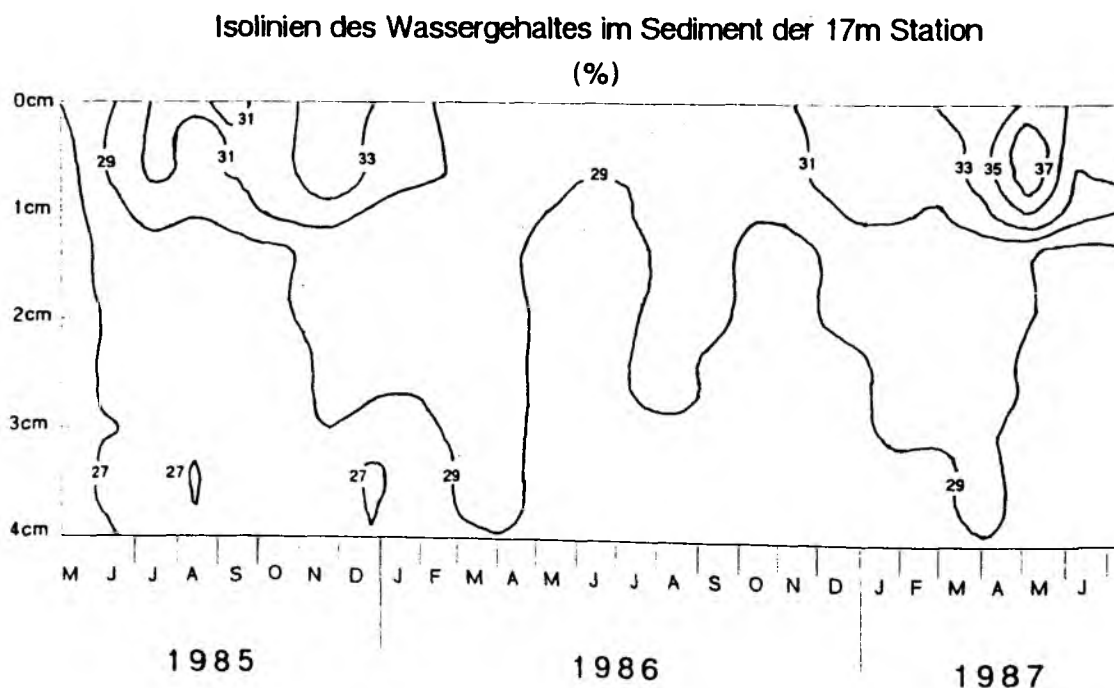 Isolinien des Wassergehaltes im Sediment der 17m Station
(%)
0cm
31
29
31
33
29
31
33
35
37
1cm
2cm
3cm
27
27
27
29
29
4cm
M J J A S O N D J F M A M J J A S O N D J F M A M J
1985 1986 1987